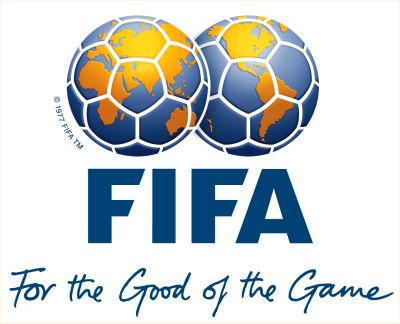 © 1977 FIFA TM
FIFA
For the Good of the Game